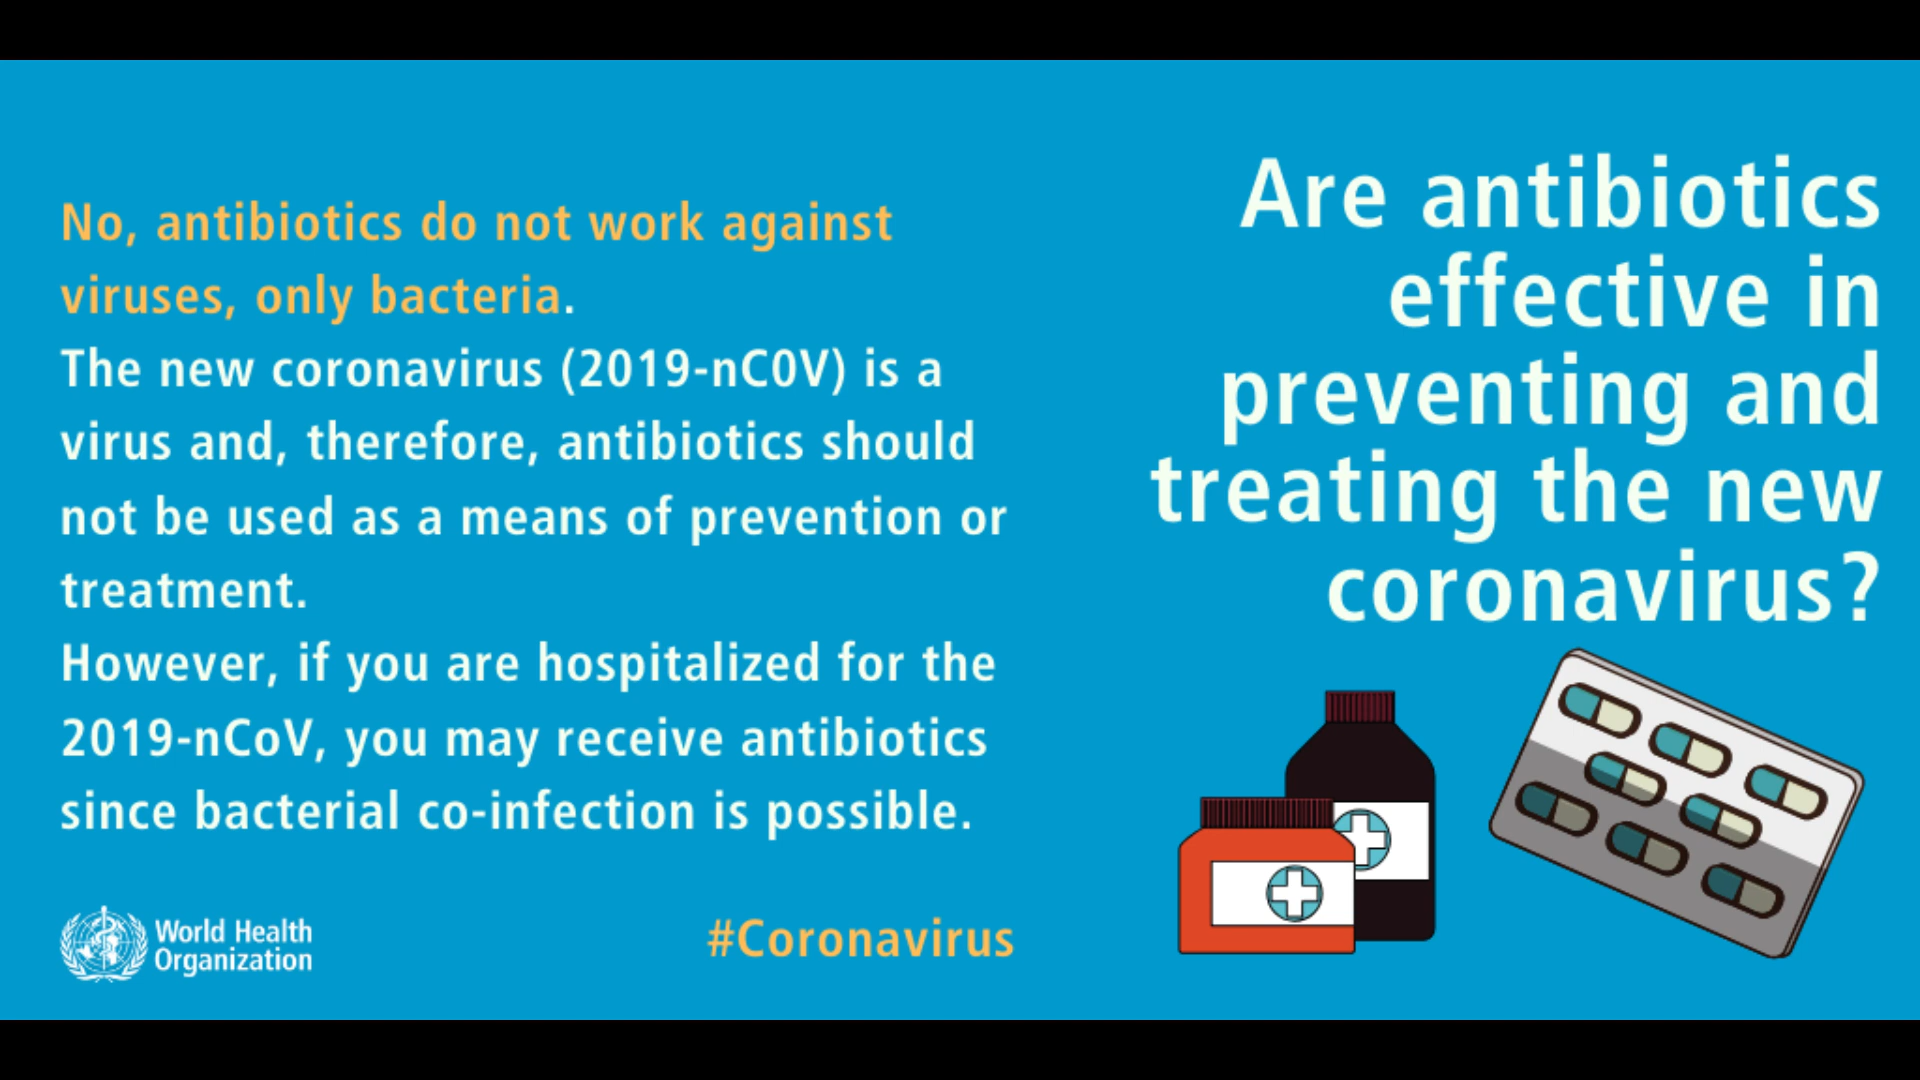 Are antibiotics
effective in
preventing and
treating the new
coronavirus?
No, antibiotics do not work against
viruses, only bacteria.
The new coronavirus (2019-nC0V) is a
virus and, therefore, antibiotics should
not be used as a means of prevention or
treatment.
However, if you are hospitalized for the
2019-nCoV, you may receive antibiotics
since bacterial co-infection is possible.
World Health
Organization
#Coronavirus